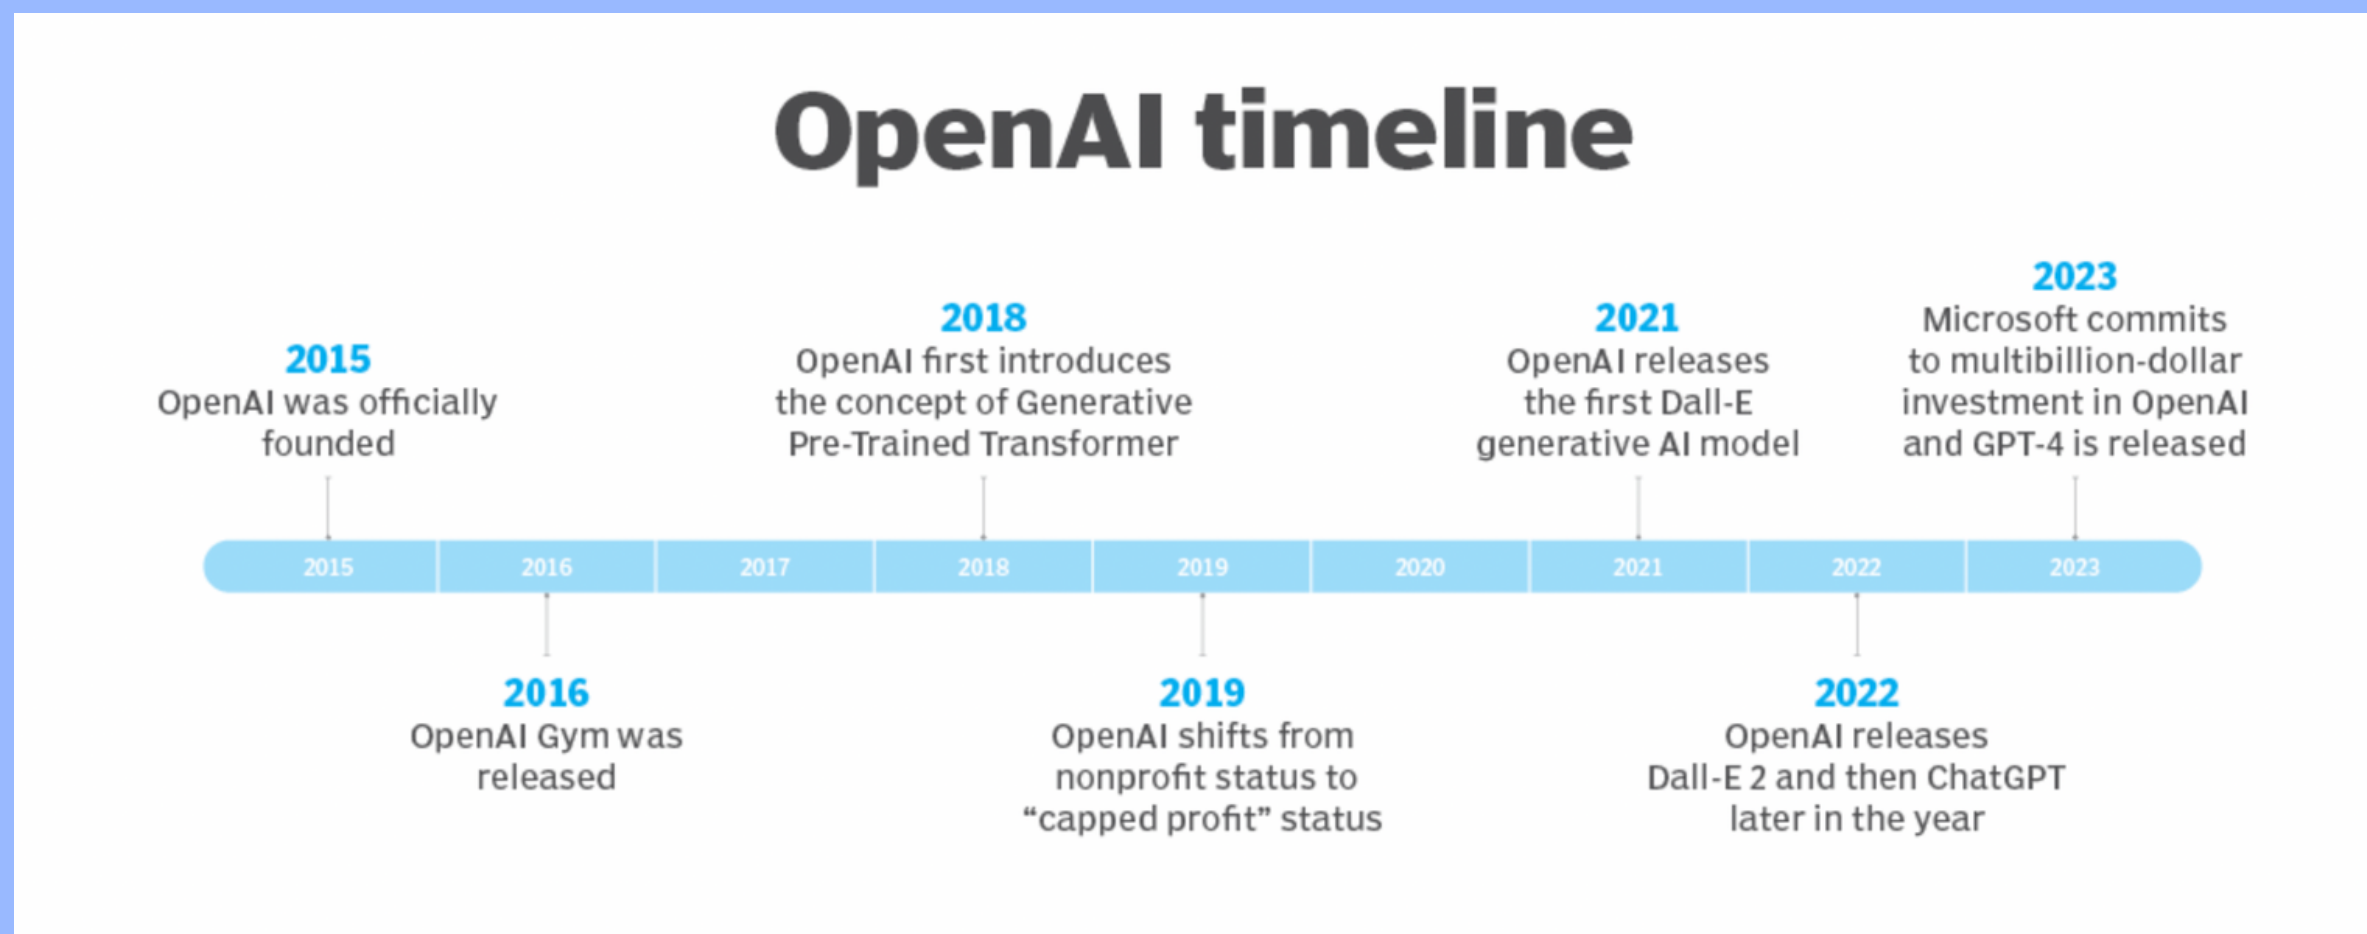 OpenAI timeline
2015
OpenAI was officially
founded
2018
OpenAI first introduces
the concept of Generative
Pre-Trained Transformer
2021
OpenAI releases
the first Dall-E
generative AI model
2023
Microsoft commits
to multibillion-dollar
investment in OpenAI
and GPT-4 is released
2015 2016 2017 2018 2019 2020 2021 2022 2023
2016
OpenAI Gym was
released
2019
OpenAI shifts from
nonprofit status to
“capped profit” status
2022
OpenAI releases
Dall-E 2 and then ChatGPT
later in the year